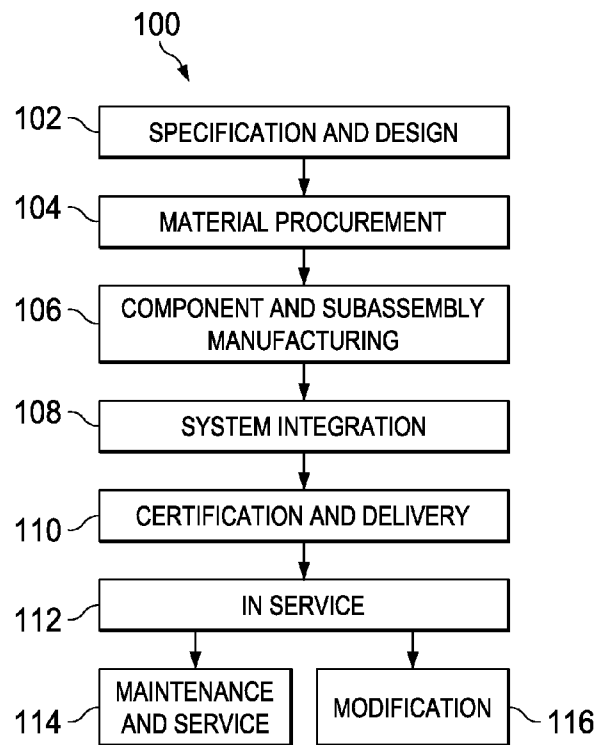 100
102
SPECIFICATION AND DESIGN
104
MATERIAL PROCUREMENT
106
COMPONENT AND SUBASSEMBLY
MANUFACTURING
108
SYSTEM INTEGRATION
110
CERTIFICATION AND DELIVERY
112
IN SERVICE
114
MAINTENANCE
AND SERVICE
MODIFICATION
116